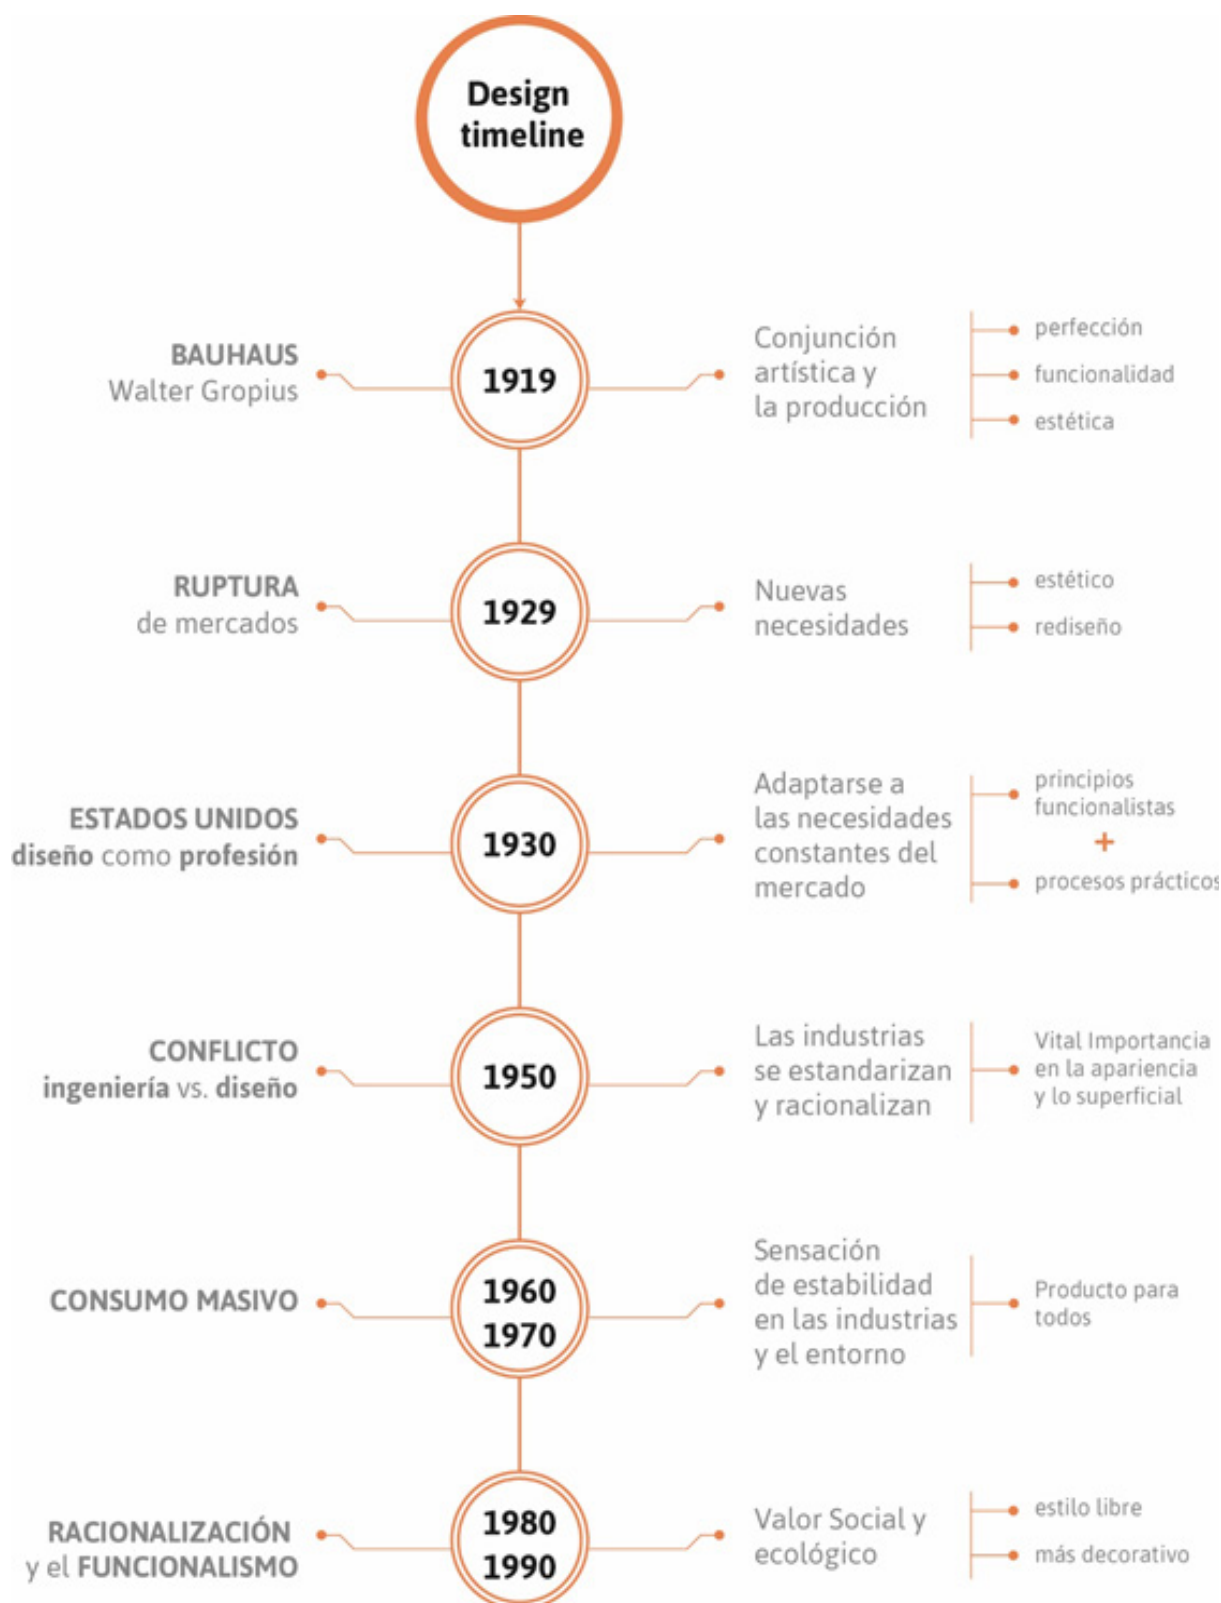 Design
timeline
BAUHAUS
Walter Gropius
1919
Conjunción
artística y
la producción
perfección
funcionalidad
estética
RUPTURA
de mercados
1929
Nuevas
necesidades
estético
rediseño
ESTADOS UNIDOS
diseño como profesión
1930
Adaptarse a
las necesidades
constantes del
mercado
principios
funcionalistas
+
procesos prácticos
CONFLICTO
ingeniería vs. diseño
1950
Las industrias
se estandarizan
y racionalizan
Vital Importancia
en la apariencia
y lo superficial
CONSUMO MASIVO
1960
1970
Sensación
de estabilidad
en las industrias
y el entorno
Producto para
todos
RACIONALIZACIÓN
y el FUNCIONALISMO
1980
1990
Valor Social y
ecológico
estilo libre
más decorativo